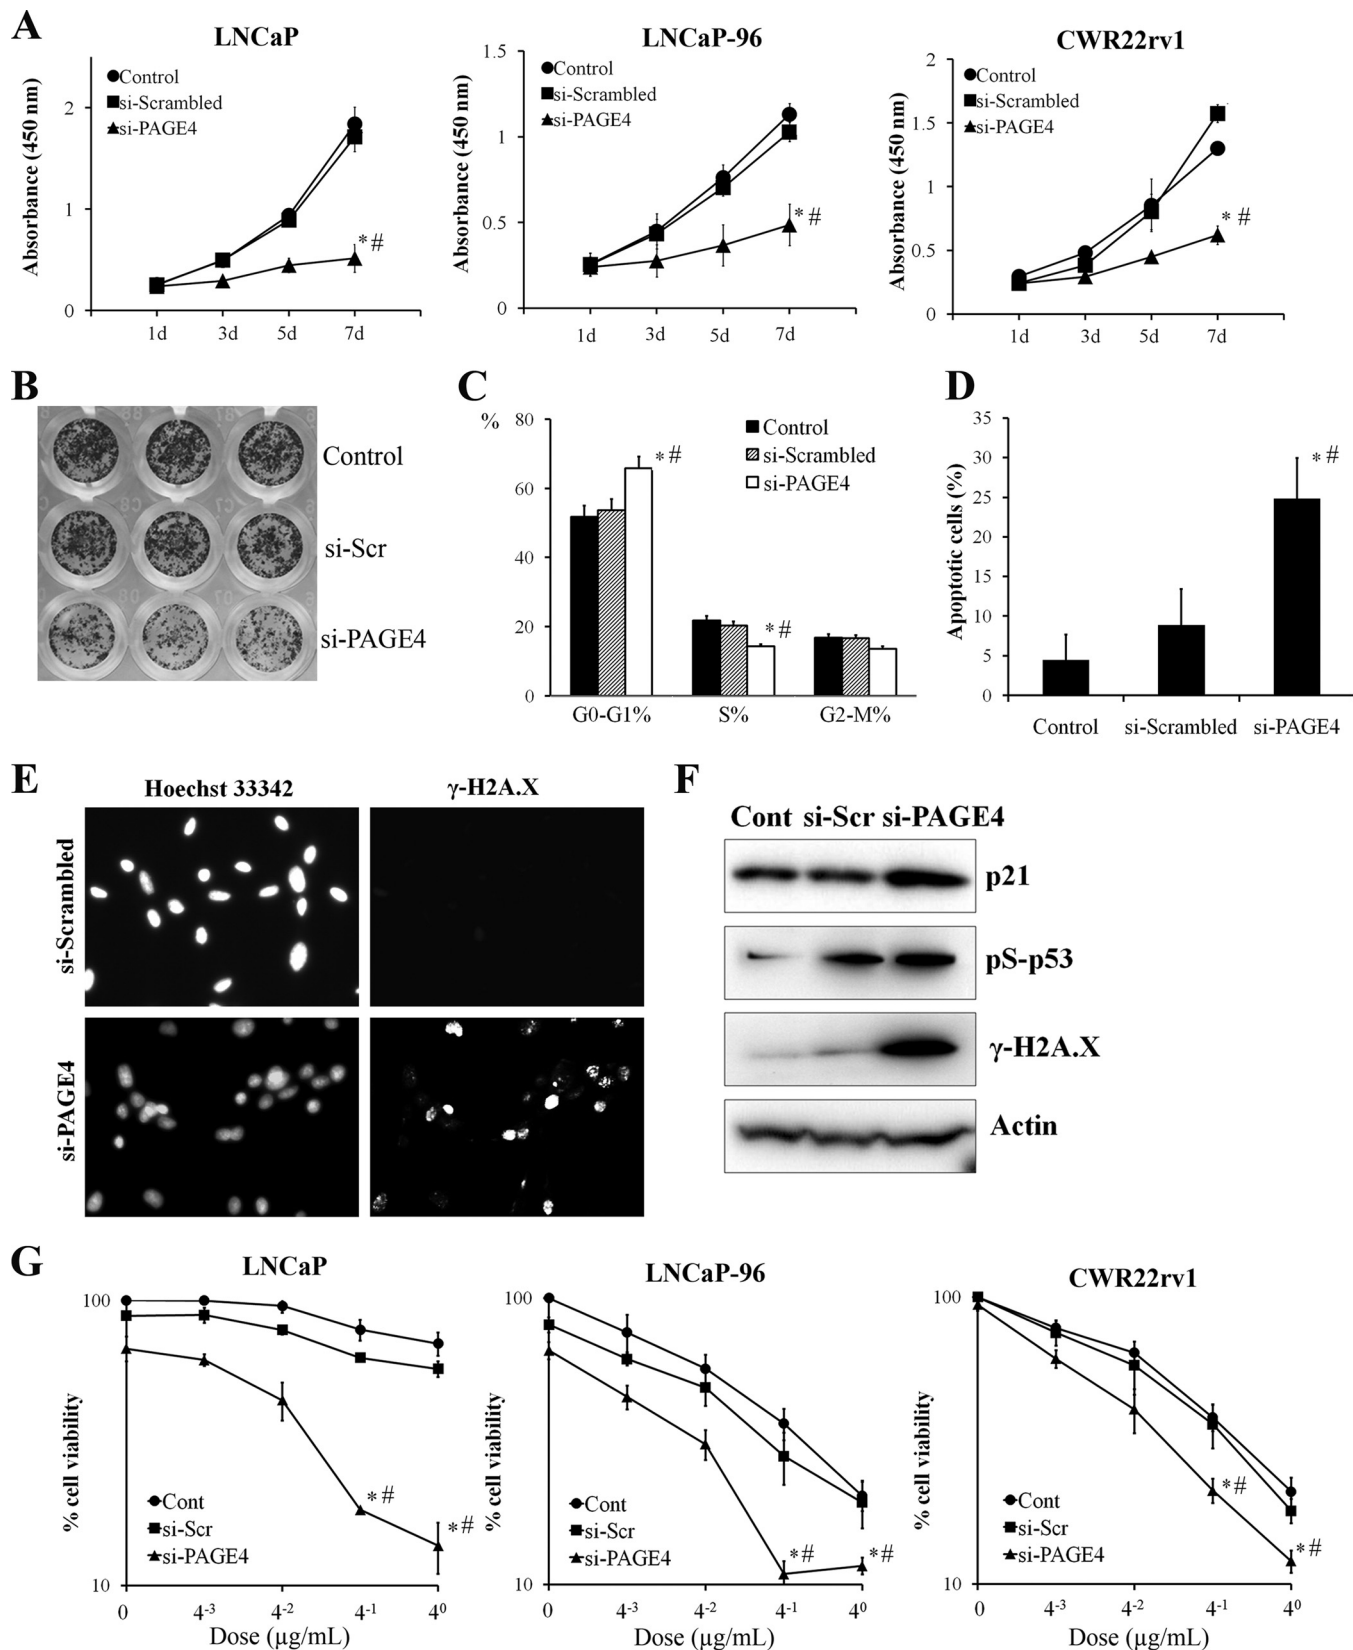 A
LNCaP
LNCaP-96
CWR22rv1
Absorbance (450 nm)
2
1
0
Control
si-Scrambled
si-PAGE4
*#
1d 3d 5d 7d
Absorbance (450 nm)
1.5
1
0.5
0
Control
si-Scrambled
si-PAGE4
*#
1d 3d 5d 7d
Absorbance (450 nm)
2
1.5
1
0.5
0
Control
si-Scrambled
si-PAGE4
*#
1d 3d 5d 7d
B
Control
si-Scr
si-PAGE4
C
%
80
60
40
20
0
Control
si-Scrambled
si-PAGE4
*#
*#
G0-G1% S% G2-M%
D
Apoptotic cells (%)
35
30
25
20
15
10
5
0
*#
Control si-Scrambled si-PAGE4
E
Hoechst 33342 γ-H2A.X
si-Scrambled
si-PAGE4
F
Cont si-Scr si-PAGE4
p21
pS-p53
γ-H2A.X
Actin
G
LNCaP
LNCaP-96
CWR22rv1
% cell viability
100
10
Cont
si-Scr
si-PAGE4
*#
*#
0 4⁻³ 4⁻² 4⁻¹ 4⁰
Dose (µg/mL)
% cell viability
100
10
Cont
si-Scr
si-PAGE4
*#
*#
0 4⁻³ 4⁻² 4⁻¹ 4⁰
Dose (µg/mL)
% cell viability
100
10
Cont
si-Scr
si-PAGE4
*#
*#
0 4⁻³ 4⁻² 4⁻¹ 4⁰
Dose (µg/mL)